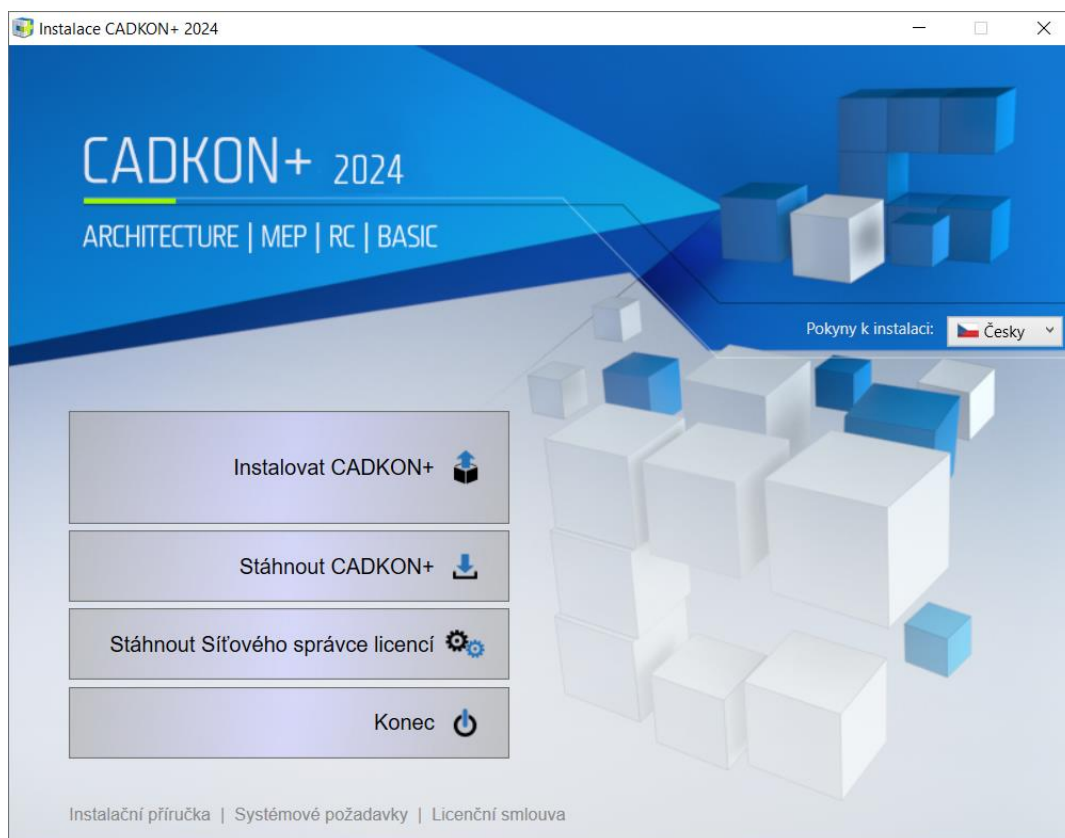 Instalace CADKON+ 2024
CADKON+ 2024
ARCHITECTURE | MEP | RC | BASIC
Pokyny k instalaci: Česky
Instalovat CADKON+
Stáhnout CADKON+
Stáhnout Síťového správce licencí
Konec
Instalační příručka | Systémové požadavky | Licenční smlouva